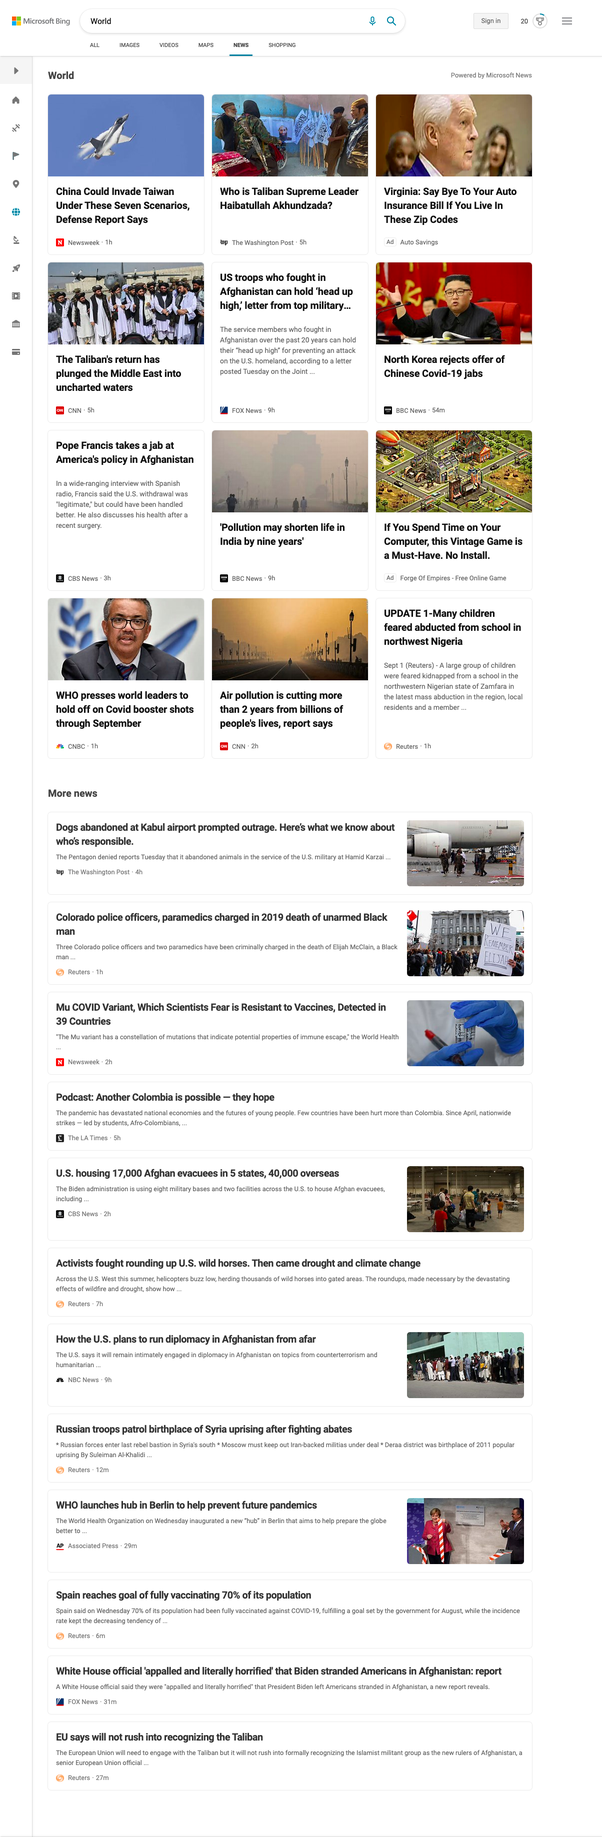 Microsoft Bing
World
Sign in
20
ALL
IMAGES
VIDEOS
MAPS
NEWS
SHOPPING
World
Powered by Microsoft News
China Could Invade Taiwan
Under These Seven Scenarios,
Defense Report Says
Newsweek · 1h
Who is Taliban Supreme Leader
Haibatullah Akhundzada?
The Washington Post · 5h
Virginia: Say Bye To Your Auto
Insurance Bill If You Live In
These Zip Codes
Ad Auto Savings
The Taliban's return has
plunged the Middle East into
uncharted waters
CNN · 5h
US troops who fought in
Afghanistan can hold 'head up
high,' letter from top military...
The service members who fought in
Afghanistan over the past 20 years can hold
their "head up high" for preventing an attack
on the U.S. homeland, according to a letter
posted Tuesday on the Joint ...
FOX News · 9h
North Korea rejects offer of
Chinese Covid-19 jabs
BBC News · 54m
Pope Francis takes a jab at
America's policy in Afghanistan
In a wide-ranging interview with Spanish
radio, Francis said the U.S. withdrawal was
"legitimate," but could have been handled
better. He also discusses his health after a
recent surgery.
CBS News · 3h
'Pollution may shorten life in
India by nine years'
BBC News · 9h
If You Spend Time on Your
Computer, this Vintage Game is
a Must-Have. No Install.
Ad Forge Of Empires - Free Online Game
WHO presses world leaders to
hold off on Covid booster shots
through September
CNBC · 1h
Air pollution is cutting more
than 2 years from billions of
people's lives, report says
CNN · 2h
UPDATE 1-Many children
feared abducted from school in
northwest Nigeria
Sept 1 (Reuters) - A large group of children
were feared kidnapped from a school in the
northwestern Nigerian state of Zamfara in
the latest mass abduction in the region, local
residents and a member ...
Reuters · 1h
More news
Dogs abandoned at Kabul airport prompted outrage. Here's what we know about
who's responsible.
The Pentagon denied reports Tuesday that it abandoned animals in the service of the U.S. military at Hamid Karzai ...
The Washington Post · 4h
Colorado police officers, paramedics charged in 2019 death of unarmed Black
man
Three Colorado police officers and two paramedics have been criminally charged in the death of Elijah McClain, a Black
man ...
Reuters · 1h
WE
REMEMBER
ELIJAH
Mu COVID Variant, Which Scientists Fear is Resistant to Vaccines, Detected in
39 Countries
"The Mu variant has a constellation of mutations that indicate potential properties of immune escape," the World Health
...
Newsweek · 2h
Podcast: Another Colombia is possible — they hope
The pandemic has devastated national economies and the futures of young people. Few countries have been hurt more than Colombia. Since April, nationwide
strikes — led by students, Afro-Colombians, ...
The LA Times · 5h
U.S. housing 17,000 Afghan evacuees in 5 states, 40,000 overseas
The Biden administration is using eight military bases and two facilities across the U.S. to house Afghan evacuees,
including ...
CBS News · 2h
Activists fought rounding up U.S. wild horses. Then came drought and climate change
Across the U.S. West this summer, helicopters buzz low, herding thousands of wild horses into gated areas. The roundups, made necessary by the devastating
effects of wildfire and drought, show how ...
Reuters · 7h
How the U.S. plans to run diplomacy in Afghanistan from afar
The U.S. says it will remain intimately engaged in diplomacy in Afghanistan on topics from counterterrorism and
humanitarian ...
NBC News · 9h
Russian troops patrol birthplace of Syria uprising after fighting abates
* Russian forces enter last rebel bastion in Syria's south * Moscow must keep out Iran-backed militias under deal * Deraa district was birthplace of 2011 popular
uprising By Suleiman Al-Khalidi ...
Reuters · 12m
WHO launches hub in Berlin to help prevent future pandemics
The World Health Organization on Wednesday inaugurated a new "hub" in Berlin that aims to help prepare the globe
better to ...
AP Associated Press · 29m
Spain reaches goal of fully vaccinating 70% of its population
Spain said on Wednesday 70% of its population had been fully vaccinated against COVID-19, fulfilling a goal set by the government for August, while the incidence
rate kept the decreasing tendency of ...
Reuters · 6m
White House official 'appalled and literally horrified' that Biden stranded Americans in Afghanistan: report
A White House official said they were "appalled and literally horrified" that President Biden left Americans stranded in Afghanistan, a new report reveals.
FOX News · 31m
EU says will not rush into recognizing the Taliban
The European Union will need to engage with the Taliban but it will not rush into formally recognizing the Islamist militant group as the new rulers of Afghanistan, a
senior European Union official ...
Reuters · 27m